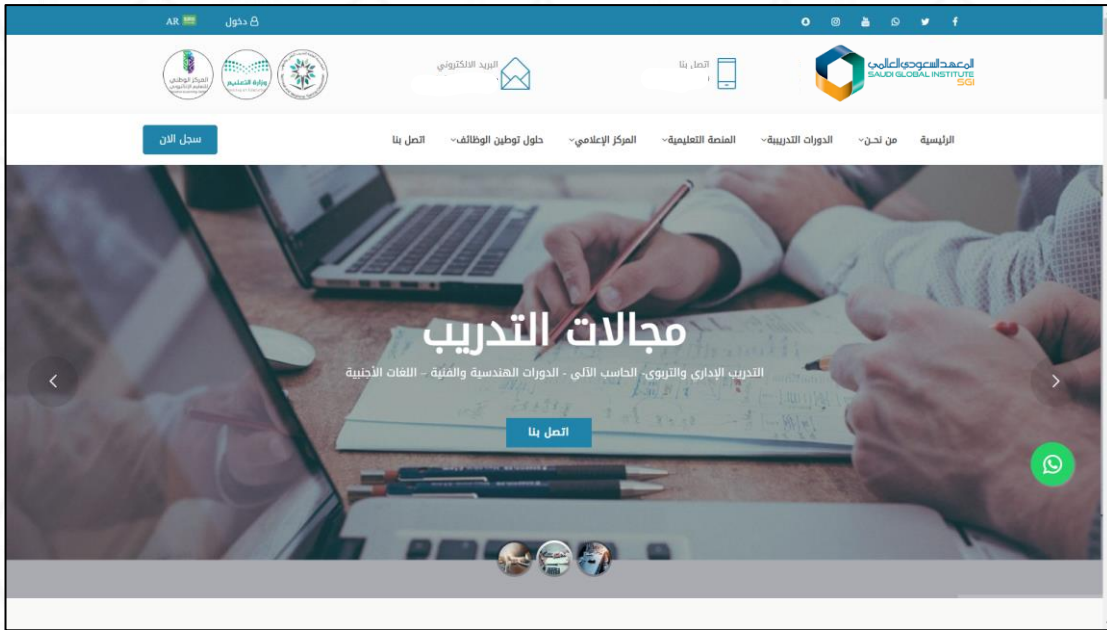 دخول
AR
المعهد السعودي العالمي
SAUDI GLOBAL INSTITUTE
SGI
اتصل بنا
البريد الالكتروني
وزارة التعليم
المركز الوطني
للتعليم الإلكتروني
الرئيسية
من نحـن
الدورات التدريبية
المنصة التعليمية
المركز الإعلامي
حلول توطين الوظائف
اتصل بنا
سجل الان
مجالات التدريب
التدريب الإداري والتربوي- الحاسب الآلي - الدورات الهندسية والفنية – اللغات الأجنبية
اتصل بنا